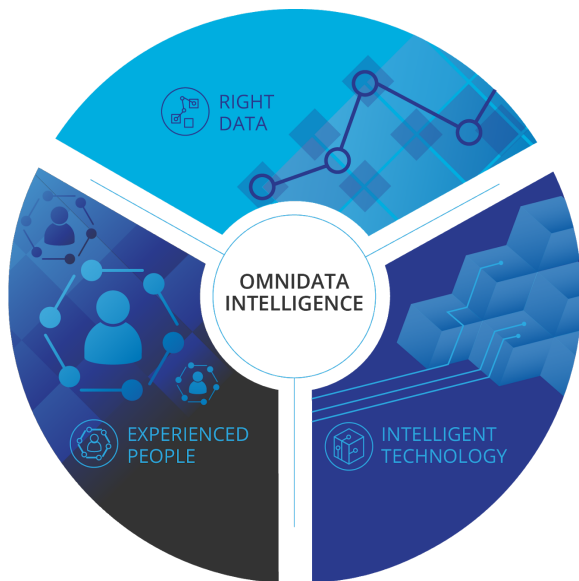 RIGHT
DATA
OMNIDATA
INTELLIGENCE
EXPERIENCED
PEOPLE
INTELLIGENT
TECHNOLOGY